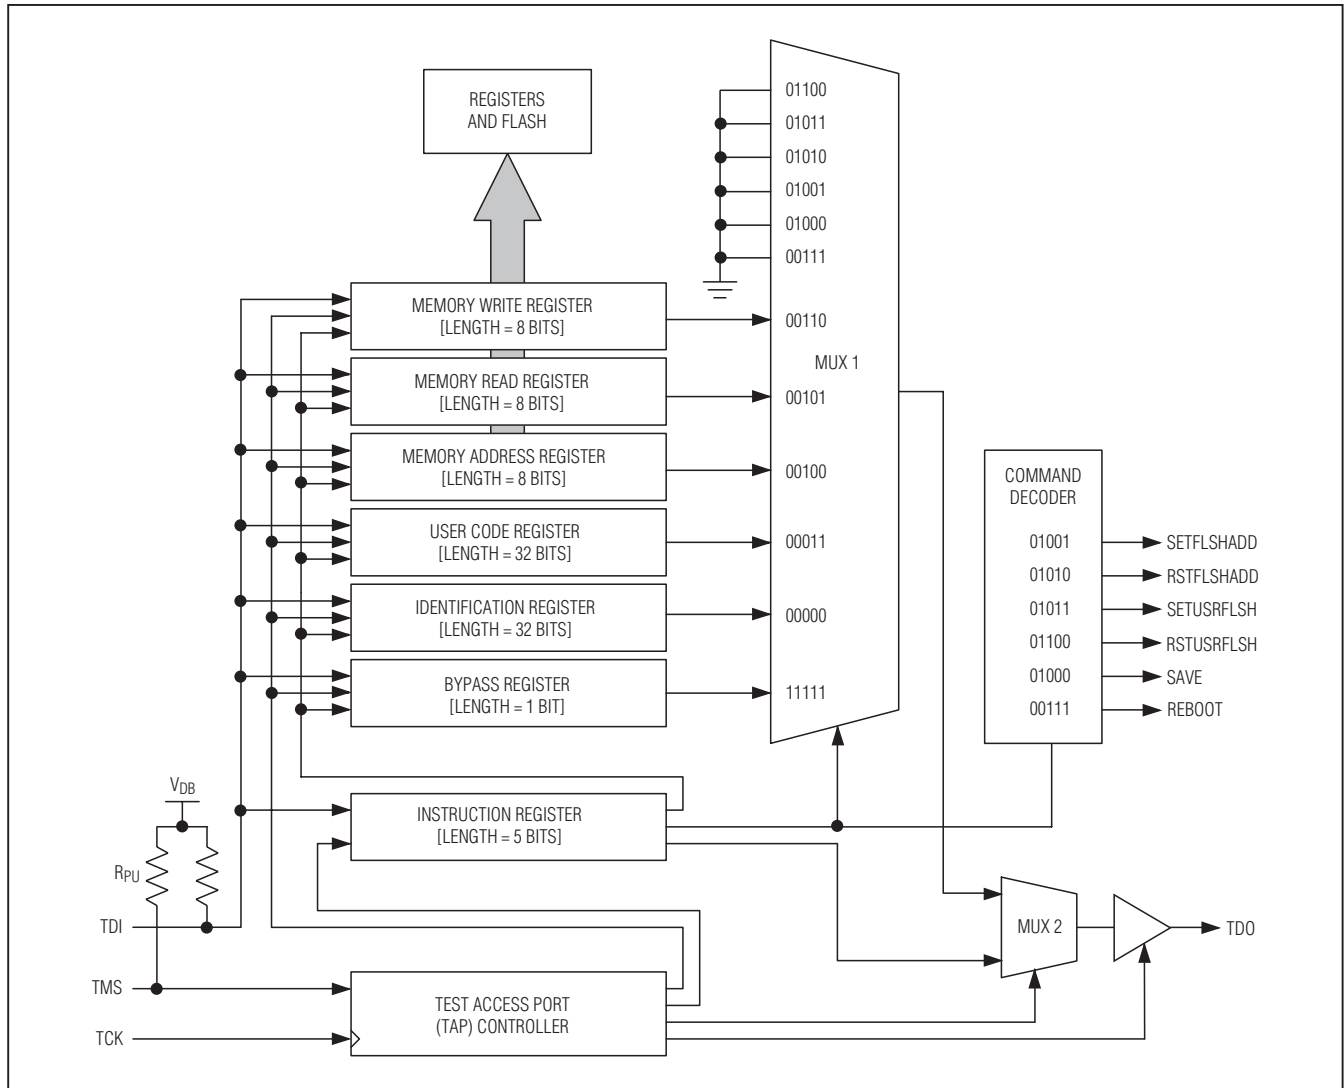 REGISTERS
AND FLASH
01100
01011
01010
01001
01000
00111
00110
MUX 1
00101
00100
00011
00000
11111
MEMORY WRITE REGISTER
[LENGTH = 8 BITS]
MEMORY READ REGISTER
[LENGTH = 8 BITS]
MEMORY ADDRESS REGISTER
[LENGTH = 8 BITS]
USER CODE REGISTER
[LENGTH = 32 BITS]
IDENTIFICATION REGISTER
[LENGTH = 32 BITS]
BYPASS REGISTER
[LENGTH = 1 BIT]
INSTRUCTION REGISTER
[LENGTH = 5 BITS]
COMMAND
DECODER
01001 SETFLSHADD
01010 RSTFLSHADD
01011 SETUSRFLSH
01100 RSTUSRFLSH
01000 SAVE
00111 REBOOT
VDB
RPU
TDI
TMS
TCK
TEST ACCESS PORT
(TAP) CONTROLLER
MUX 2
TDO